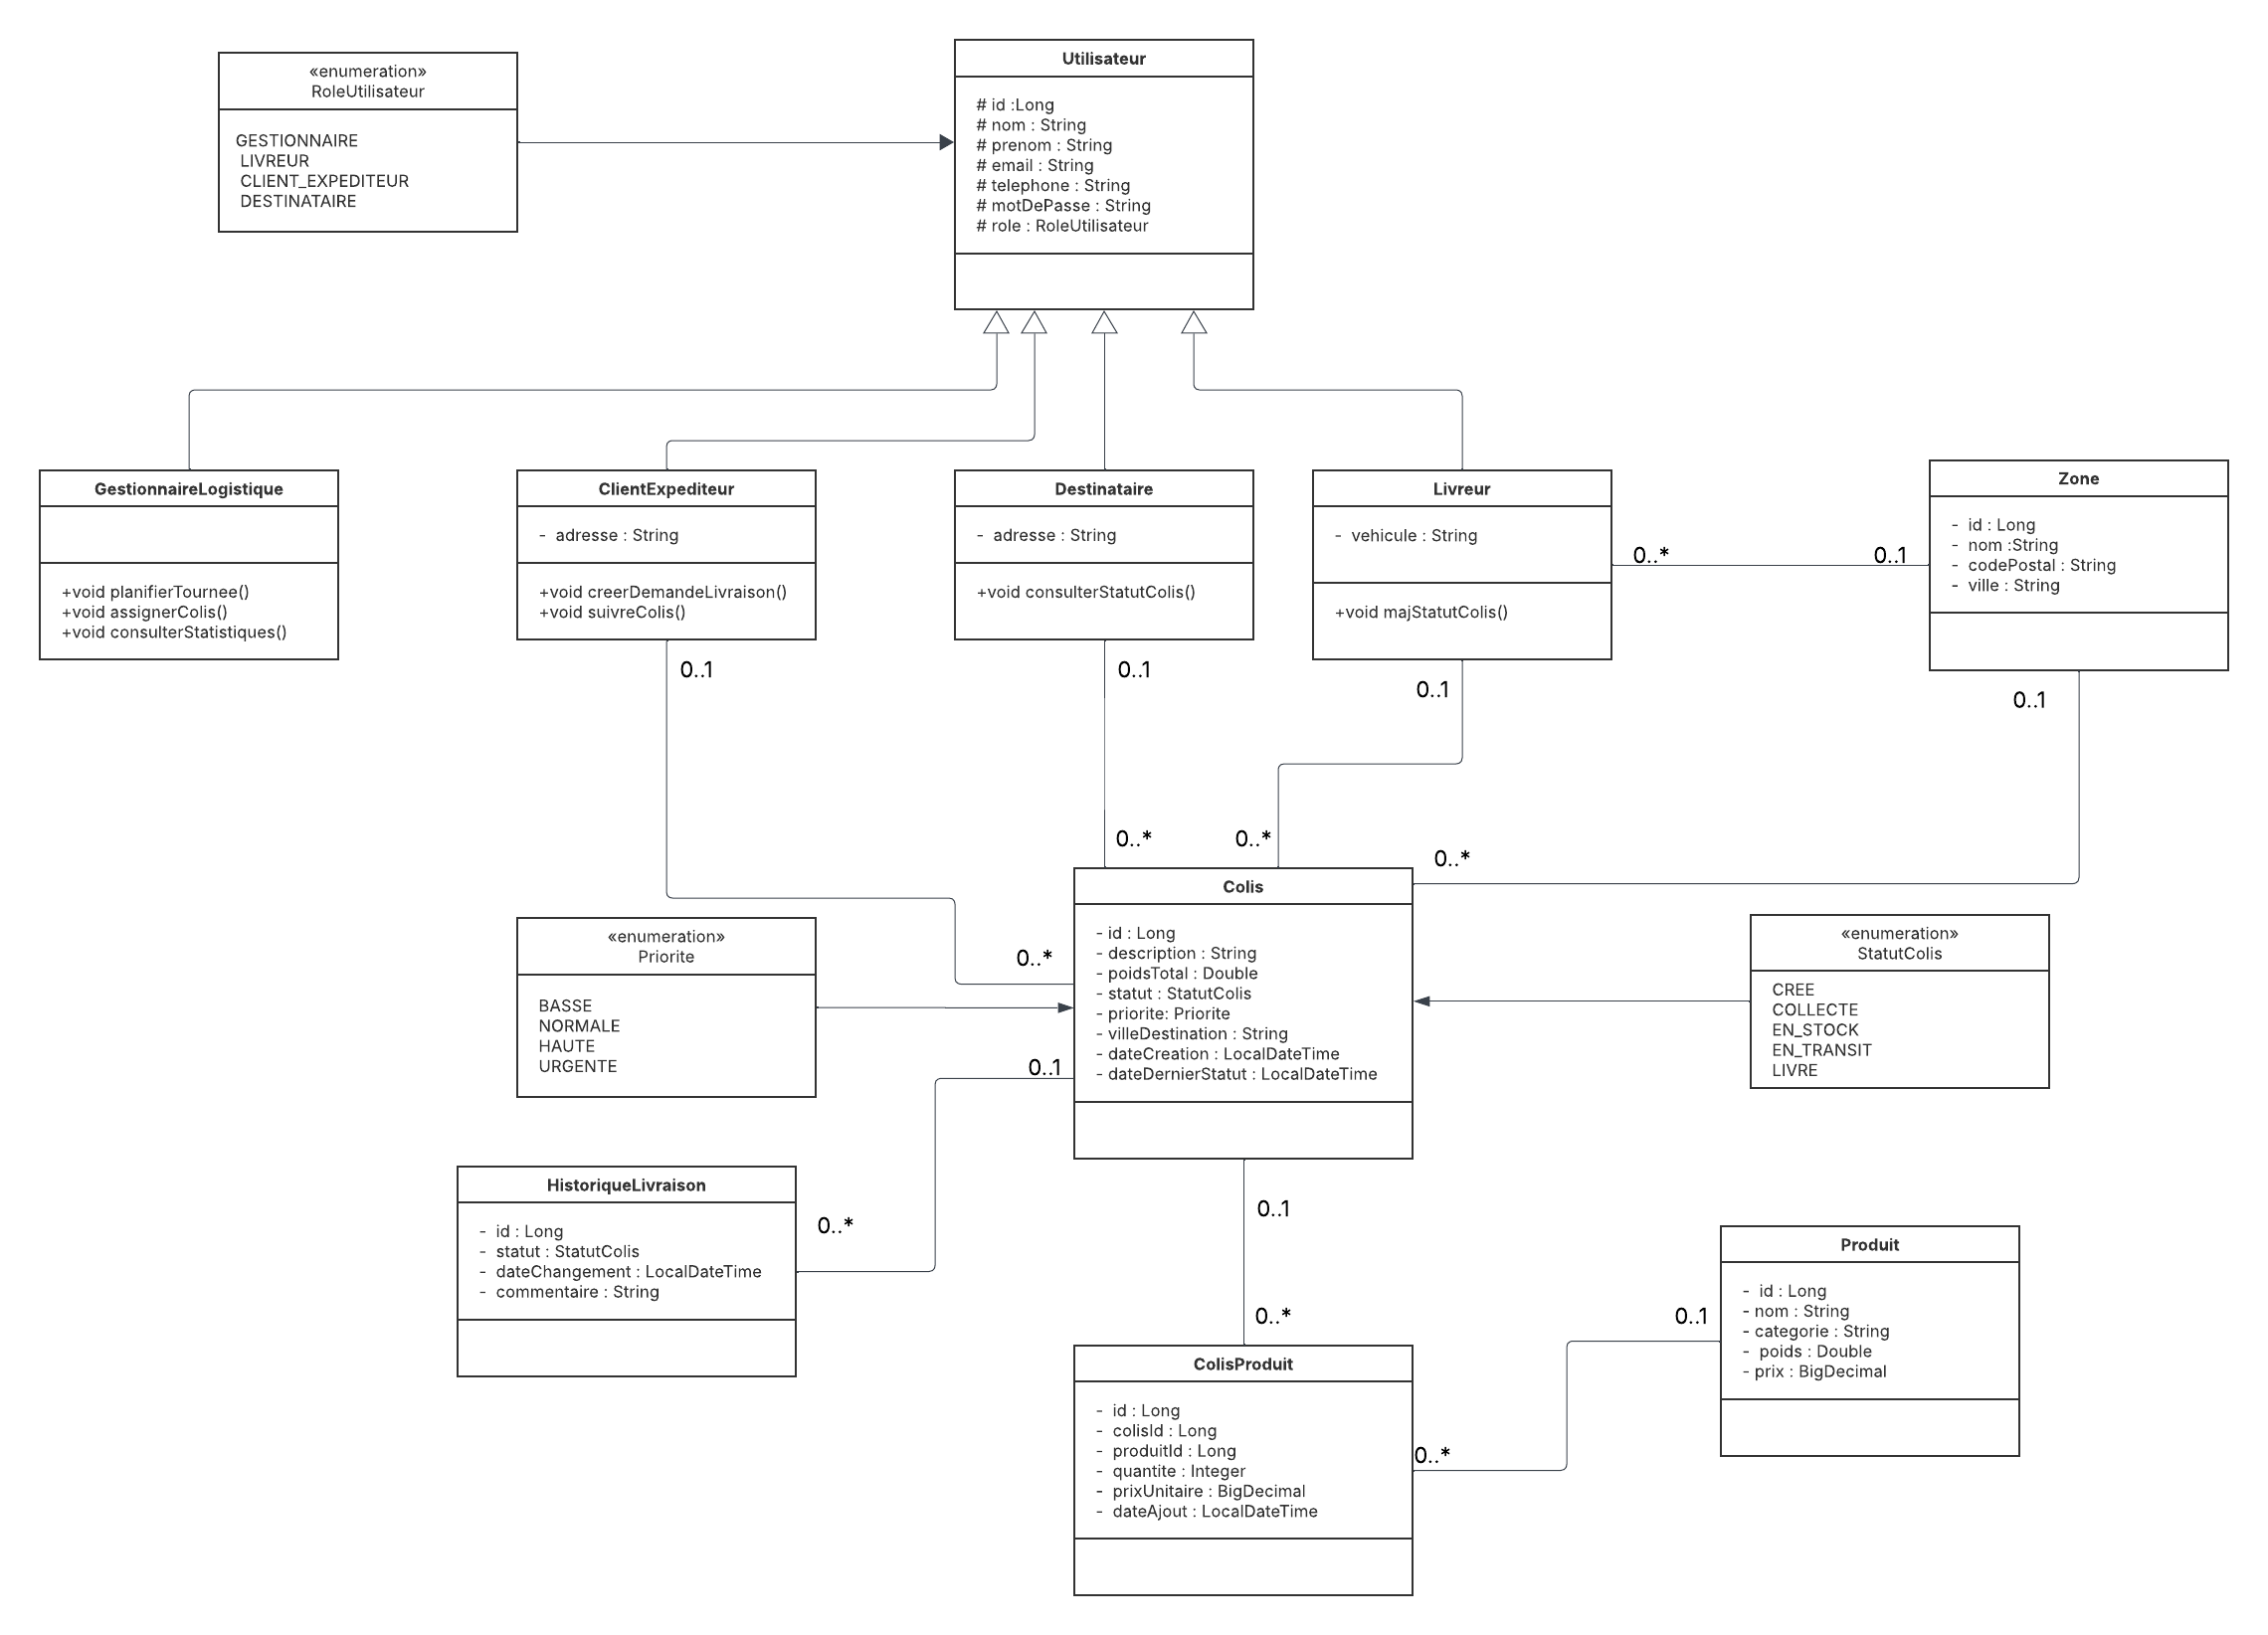 «enumeration»
RoleUtilisateur
GESTIONNAIRE
LIVREUR
CLIENT_EXPEDITEUR
DESTINATAIRE
Utilisateur
# id :Long
# nom : String
# prenom : String
# email : String
# telephone : String
# motDePasse : String
# role : RoleUtilisateur
GestionnaireLogistique
+void planifierTournee()
+void assignerColis()
+void consulterStatistiques()
ClientExpediteur
- adresse : String
+void creerDemandeLivraison()
+void suivreColis()
0..1
Destinataire
- adresse : String
+void consulterStatutColis()
0..1
Livreur
- vehicule : String
+void majStatutColis()
0..1
0..*
0..1
Zone
- id : Long
- nom :String
- codePostal : String
- ville : String
0..1
0..*
0..*
0..*
0..*
«enumeration»
Priorite
BASSE
NORMALE
HAUTE
URGENTE
0..1
Colis
- id : Long
- description : String
- poidsTotal : Double
- statut : StatutColis
- priorite: Priorite
- villeDestination : String
- dateCreation : LocalDateTime
- dateDernierStatut : LocalDateTime
«enumeration»
StatutColis
CREE
COLLECTE
EN_STOCK
EN_TRANSIT
LIVRE
HistoriqueLivraison
- id : Long
- statut : StatutColis
- dateChangement : LocalDateTime
- commentaire : String
0..*
0..1
0..*
ColisProduit
- id : Long
- colisId : Long
- produitId : Long
- quantite : Integer
- prixUnitaire : BigDecimal
- dateAjout : LocalDateTime
0..*
0..1
Produit
- id : Long
- nom : String
- categorie : String
- poids : Double
- prix : BigDecimal